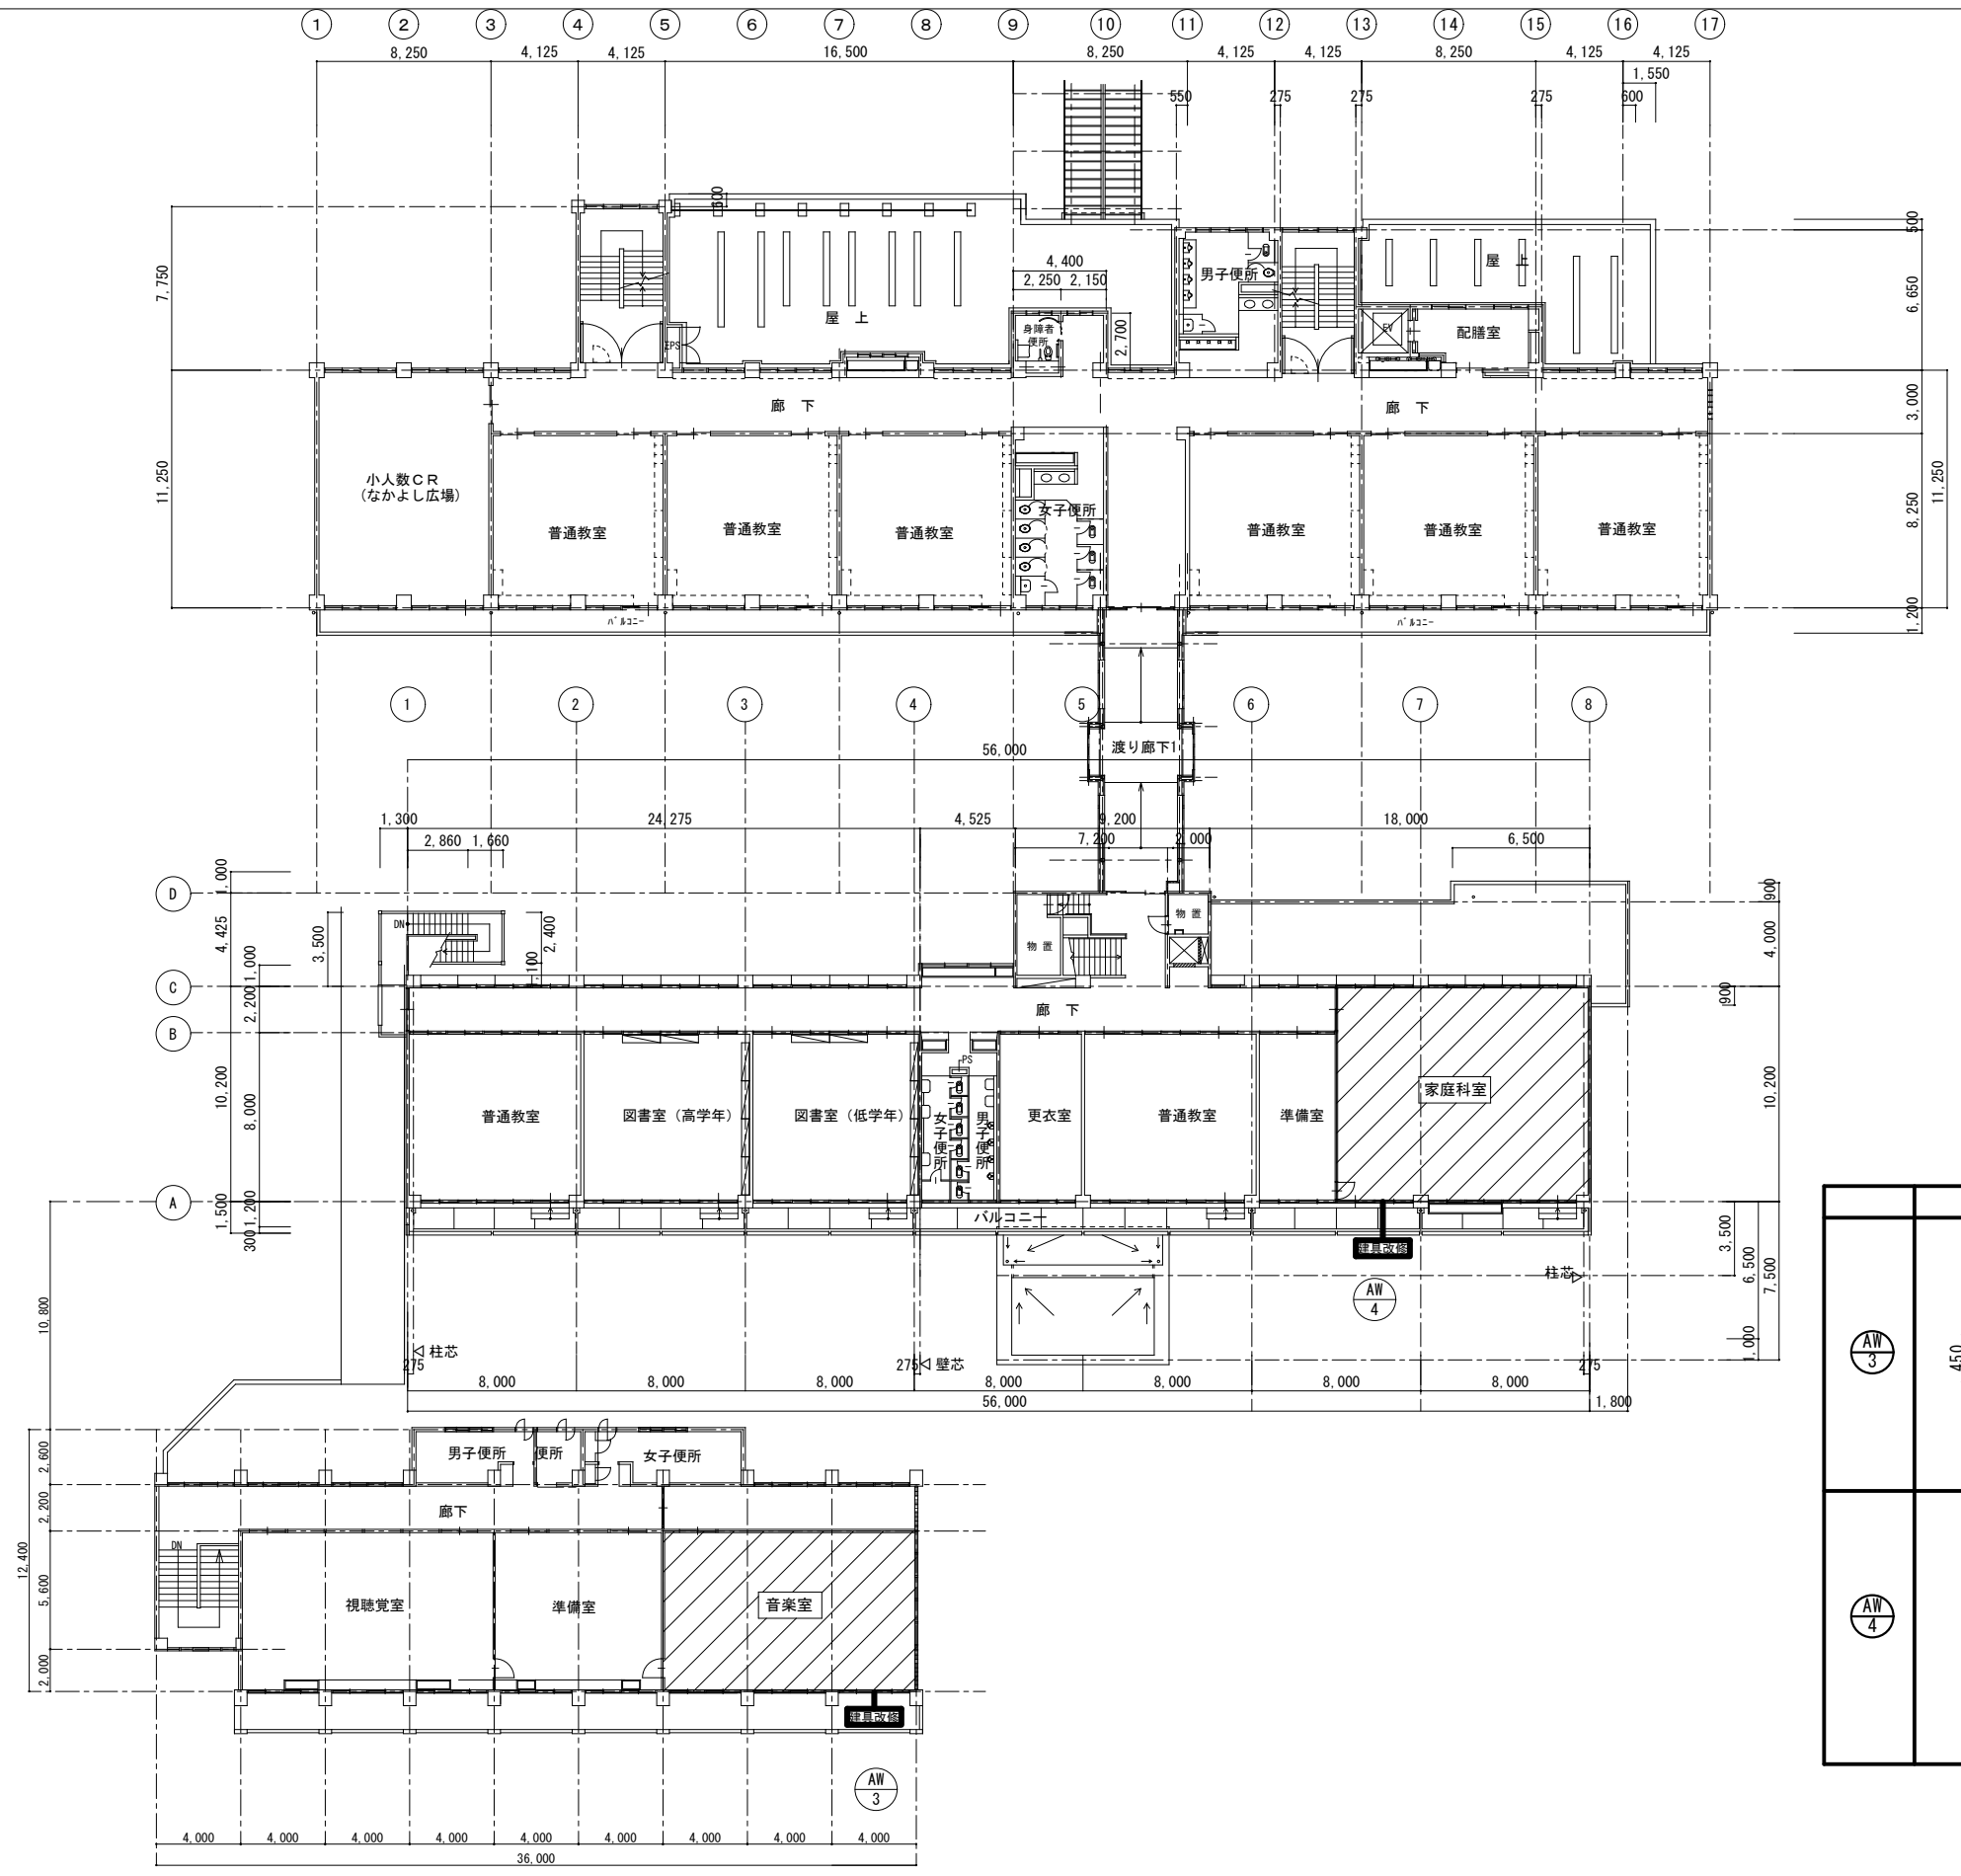 1 2 3 4 5 6 7 8 9 10 11 12 13 14 15 16 17
8,250 4,125 4,125 16,500 8,250 4,125 4,125 8,250 4,125 4,125
1,550
550 275 275 275 600
600
500
7,750
4,400
2,250 2,150
男子便所
屋 上
6,650
屋 上
身障者
便所
2,700
EV
配膳室
EPS
廊 下
廊 下
3,000
11,250
小人数CR
(なかよし広場)
女子便所
普通教室
普通教室
普通教室
普通教室
普通教室
普通教室
8,250
11,250
バルコニー
バルコニー
1,200
1 2 3 4 5 6 7 8
56,000
渡り廊下1
1,300 24,275 4,525 9,200 18,000
2,860 1,660 7,200 2,000 6,500
1,000
D
900
4,425
3,500
DN
2,400
物置
物置
4,000
1,000
100
C
2,200
廊 下
900
B
PS
10,200
8,000
普通教室
図書室(高学年)
図書室(低学年)
女子便所
男子便所
更衣室
普通教室
準備室
家庭科室
10,200
A
1,500
1,200
300
バルコニー
建具改修
3,500
6,500
7,500
柱芯
AW
4
1,000
10,800
柱芯
275
275
壁芯
275
8,000 8,000 8,000 8,000 8,000 8,000 8,000
56,000 1,800
AW
3
450
AW
4
2,600
男子便所
便所
女子便所
2,200
廊下
12,400
DN
5,600
視聴覚室
準備室
音楽室
2,000
建具改修
AW
3
4,000 4,000 4,000 4,000 4,000 4,000 4,000 4,000 4,000
36,000